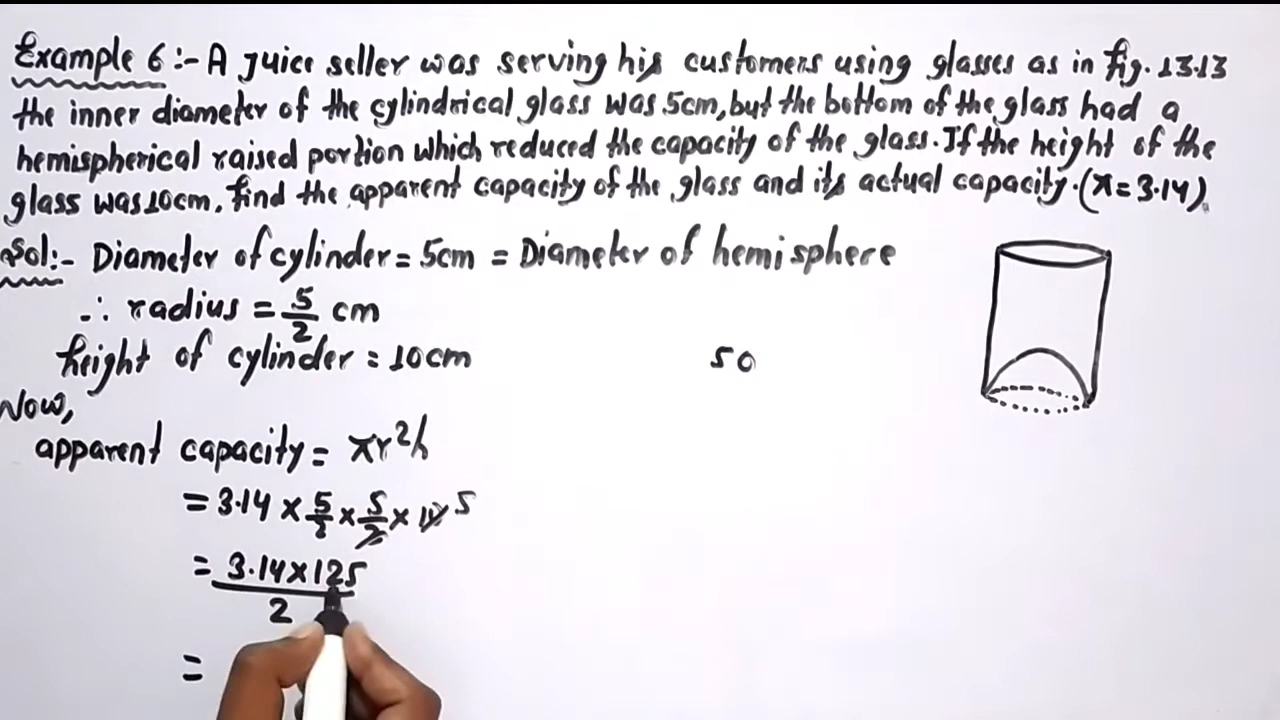 Example 6:- A juice seller was serving his customers using glasses as in fig. 13.13
the inner diameter of the cylindrical glass was 5cm, but the bottom of the glass had a
hemispherical raised portion which reduced the capacity of the glass. If the height of the
glass was 10cm, find the apparent capacity of the glass and its actual capacity. (π = 3.14).
Sol:- Diameter of cylinder = 5cm = Diameter of hemisphere
∴ radius = 5/2 cm
height of cylinder = 10cm
50
Now,
apparent capacity = πr²h
= 3.14 × 5/2 × 5/2 × 10 5
= 3.14×125/2
=